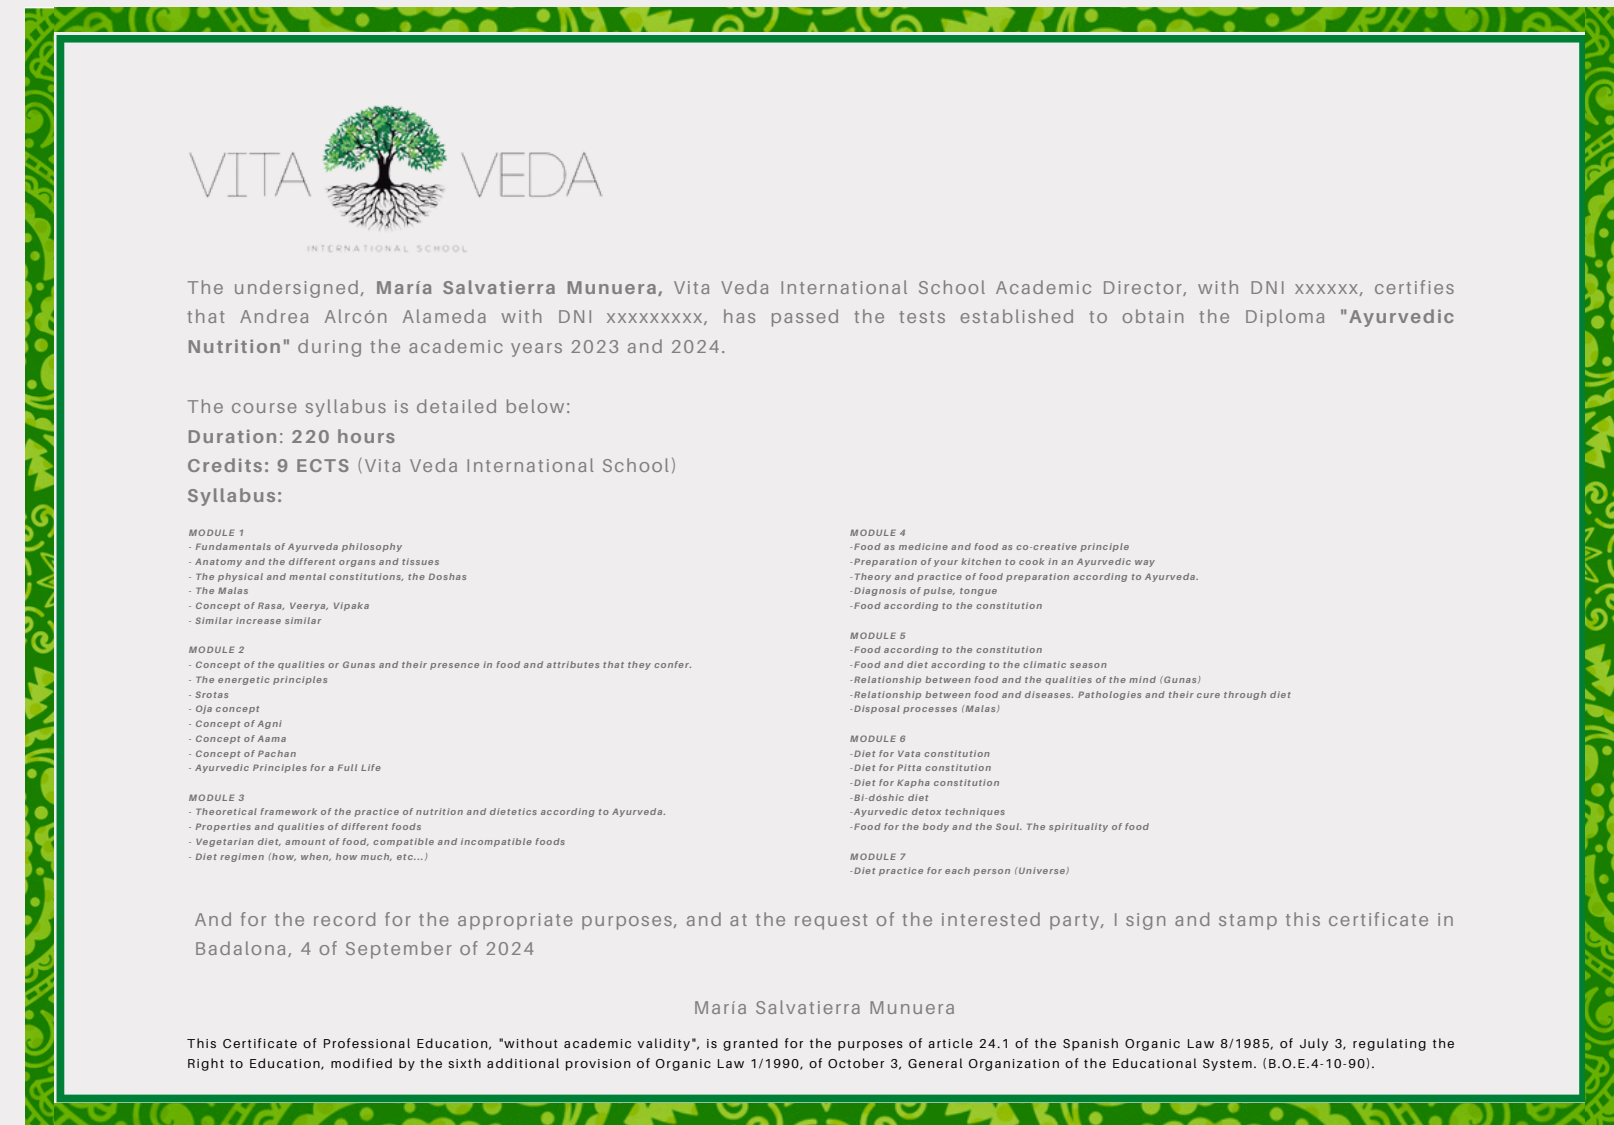 VITA VEDA
INTERNATIONAL SCHOOL
The undersigned, María Salvatierra Munuera, Vita Veda International School Academic Director, with DNI xxxxxx, certifies
that Andrea Alrcón Alameda with DNI xxxxxxxxx, has passed the tests established to obtain the Diploma "Ayurvedic
Nutrition" during the academic years 2023 and 2024.
The course syllabus is detailed below:
Duration: 220 hours
Credits: 9 ECTS (Vita Veda International School)
Syllabus:
MODULE 1
- Fundamentals of Ayurveda philosophy
- Anatomy and the different organs and tissues
- The physical and mental constitutions, the Doshas
- The Malas
- Concept of Rasa, Veerya, Vipaka
- Similar increase similar
MODULE 2
- Concept of the qualities or Gunas and their presence in food and attributes that they confer.
- The energetic principles
- Srotas
- Oja concept
- Concept of Agni
- Concept of Aama
- Concept of Pachan
- Ayurvedic Principles for a Full Life
MODULE 3
- Theoretical framework of the practice of nutrition and dietetics according to Ayurveda.
- Properties and qualities of different foods
- Vegetarian diet, amount of food, compatible and incompatible foods
- Diet regimen (how, when, how much, etc...)
MODULE 4
-Food as medicine and food as co-creative principle
-Preparation of your kitchen to cook in an Ayurvedic way
-Theory and practice of food preparation according to Ayurveda.
-Diagnosis of pulse, tongue
-Food according to the constitution
MODULE 5
-Food according to the constitution
-Food and diet according to the climatic season
-Relationship between food and the qualities of the mind (Gunas)
-Relationship between food and diseases. Pathologies and their cure through diet
-Disposal processes (Malas)
MODULE 6
-Diet for Vata constitution
-Diet for Pitta constitution
-Diet for Kapha constitution
-Bi-dóshic diet
-Ayurvedic detox techniques
-Food for the body and the Soul. The spirituality of food
MODULE 7
-Diet practice for each person (Universe)
And for the record for the appropriate purposes, and at the request of the interested party, I sign and stamp this certificate in
Badalona, 4 of September of 2024
María Salvatierra Munuera
This Certificate of Professional Education, "without academic validity", is granted for the purposes of article 24.1 of the Spanish Organic Law 8/1985, of July 3, regulating the
Right to Education, modified by the sixth additional provision of Organic Law 1/1990, of October 3, General Organization of the Educational System. (B.O.E.4-10-90).